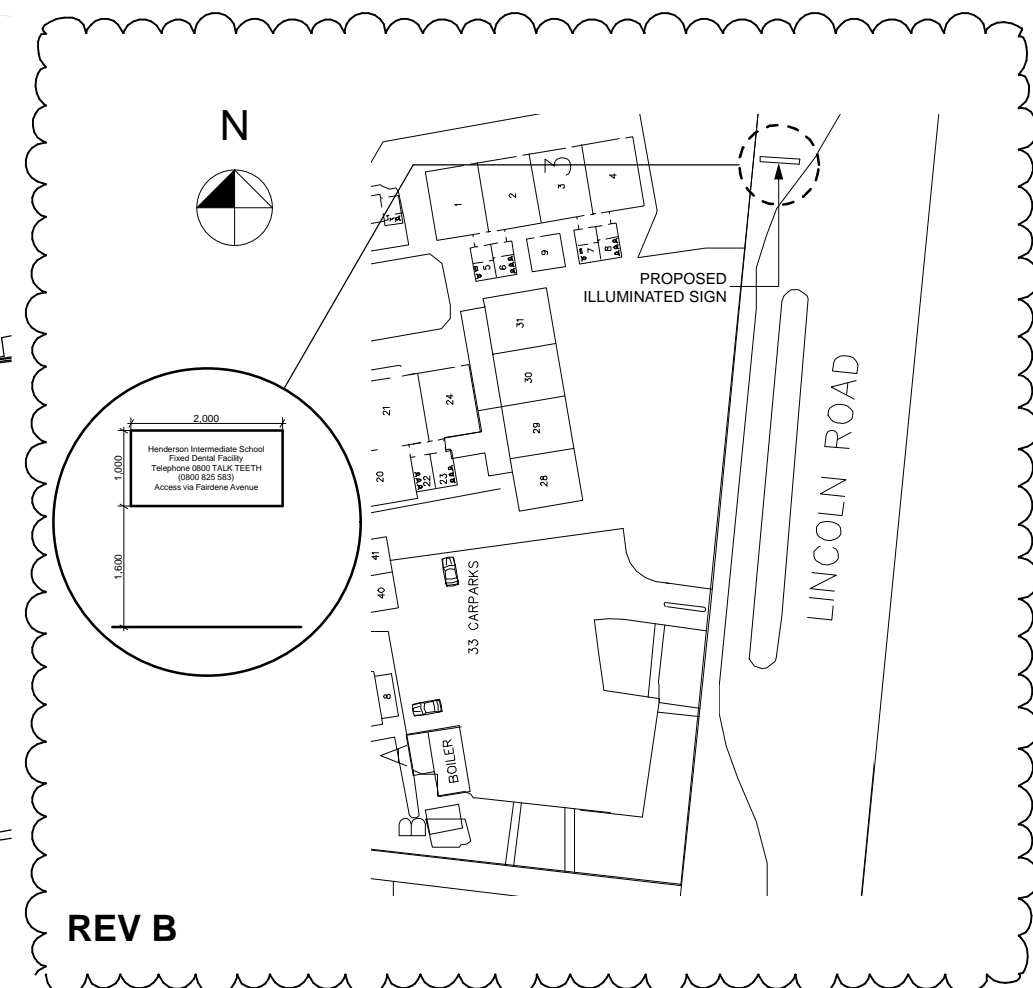 N
3
1
2
3
4
5
6
9
7
8
PROPOSED
ILLUMINATED SIGN
31
30
29
28
21
24
20
22
23
2,000
1,000
1,600
Henderson Intermediate School
Fixed Dental Facility
Telephone 0800 TALK TEETH
(0800 825 583)
Access via Fairdene Avenue
LINCOLN ROAD
41
40
33 CARPARKS
8
A
BOILER
B
REV B